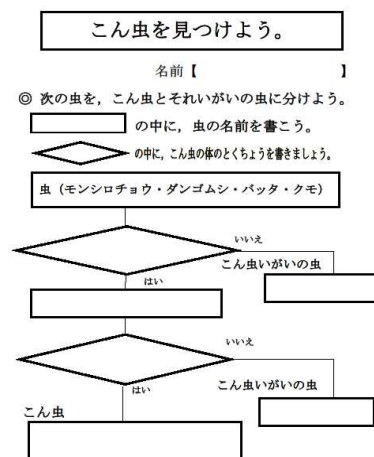 こん虫を見つけよう。
名前【 】
◎ 次の虫を，こん虫とそれいがいの虫に分けよう。
の中に，虫の名前を書こう。
の中に，こん虫の体のとくちょうを書きましょう。
虫（モンシロチョウ・ダンゴムシ・バッタ・クモ）
いいえ
こん虫いがいの虫
はい
いいえ
こん虫いがいの虫
はい
こん虫